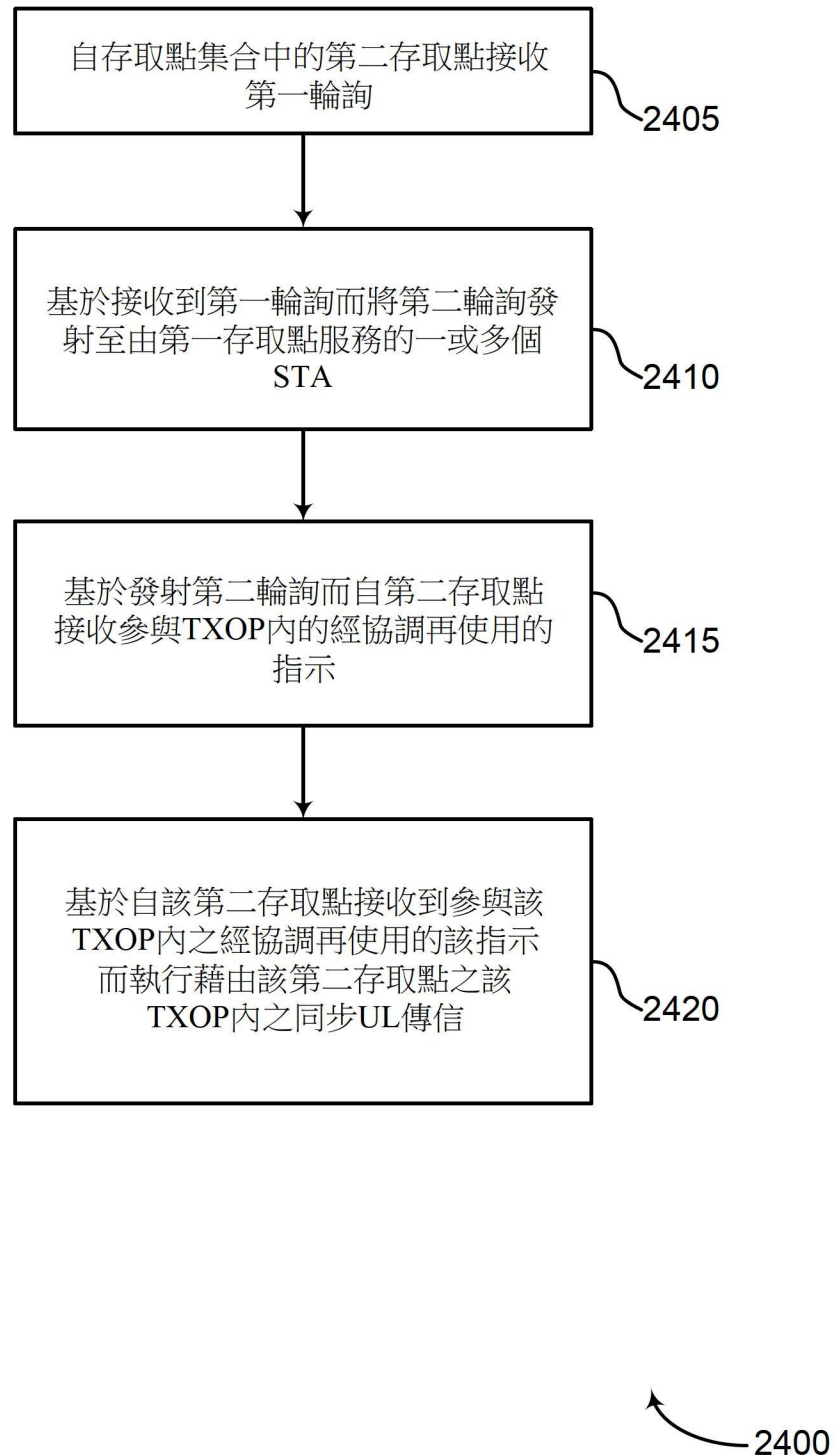 自存取點集合中的第二存取點接收
第一輪詢
2405
基於接收到第一輪詢而將第二輪詢發
射至由第一存取點服務的一或多個
STA
2410
基於發射第二輪詢而自第二存取點
接收參與TXOP內的經協調再使用的
指示
2415
基於自該第二存取點接收到參與該
TXOP內之經協調再使用的該指示
而執行藉由該第二存取點之該
TXOP內之同步UL傳信
2420
2400